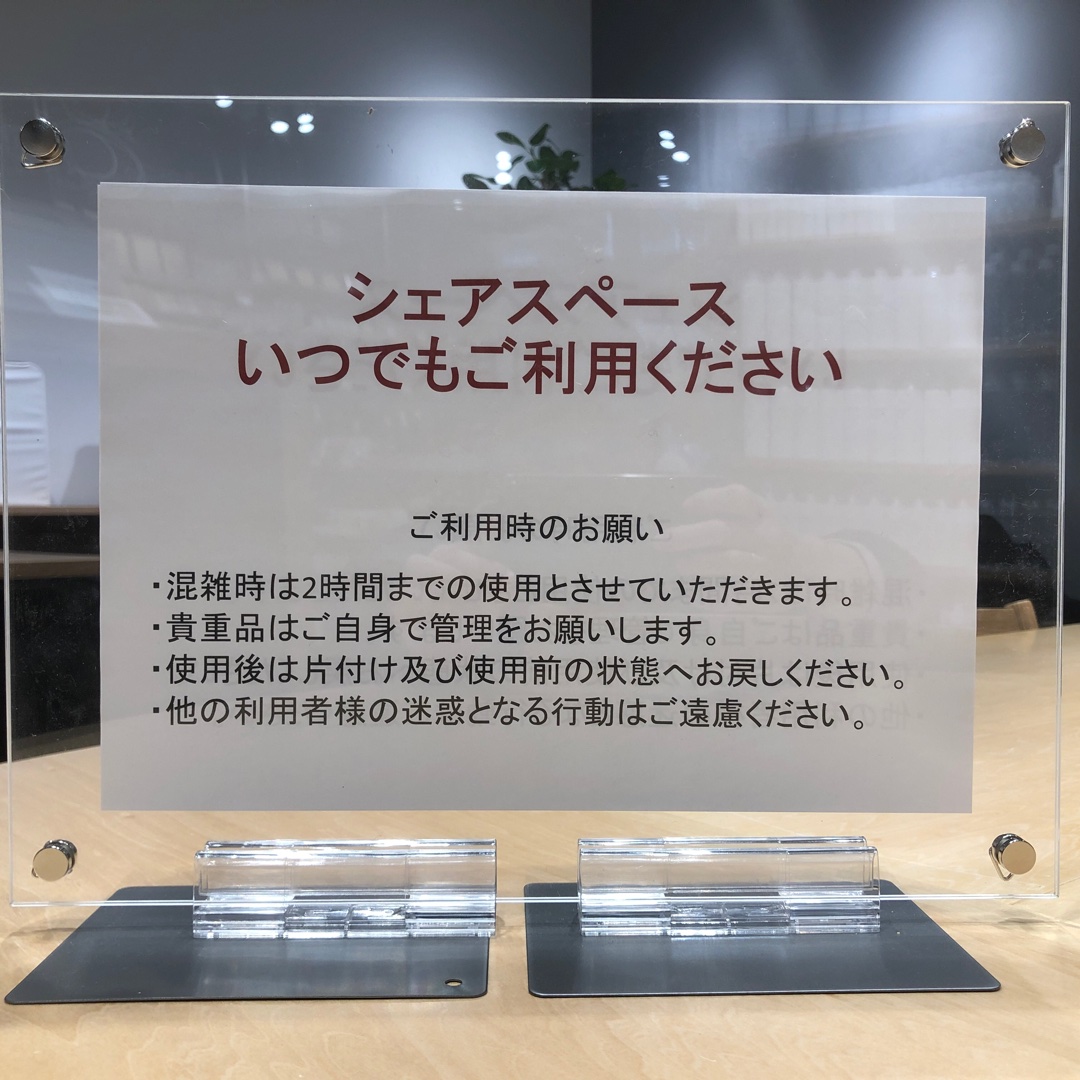 シェアスペース
いつでもご利用ください
ご利用時のお願い
・混雑時は2時間までの使用とさせていただきます。
・貴重品はご自身で管理をお願いします。
・使用後は片付け及び使用前の状態へお戻しください。
・他の利用者様の迷惑となる行動はご遠慮ください。